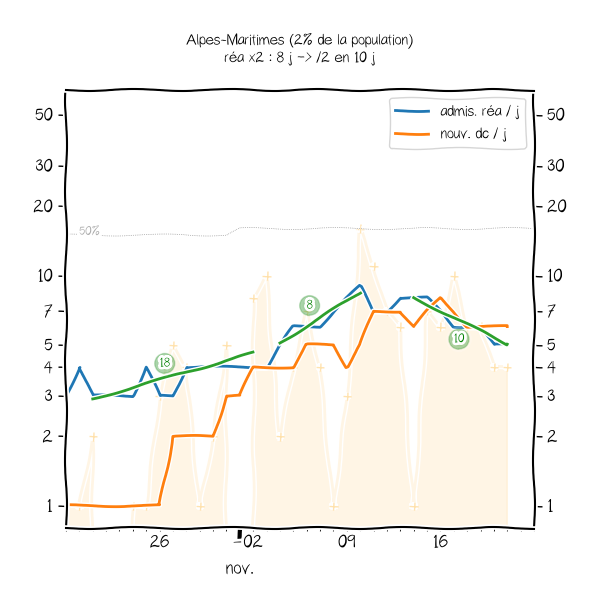 Alpes-Maritimes (2% de la population)
réa x2 : 8 j -> /2 en 10 j
admis. réa / j
nouv. dc / j
50 50
30 30
20 20
50%
10 10
8
7 7
5 5
18
10
4 4
3 3
2 2
1 1
26 02 09 16
nov.